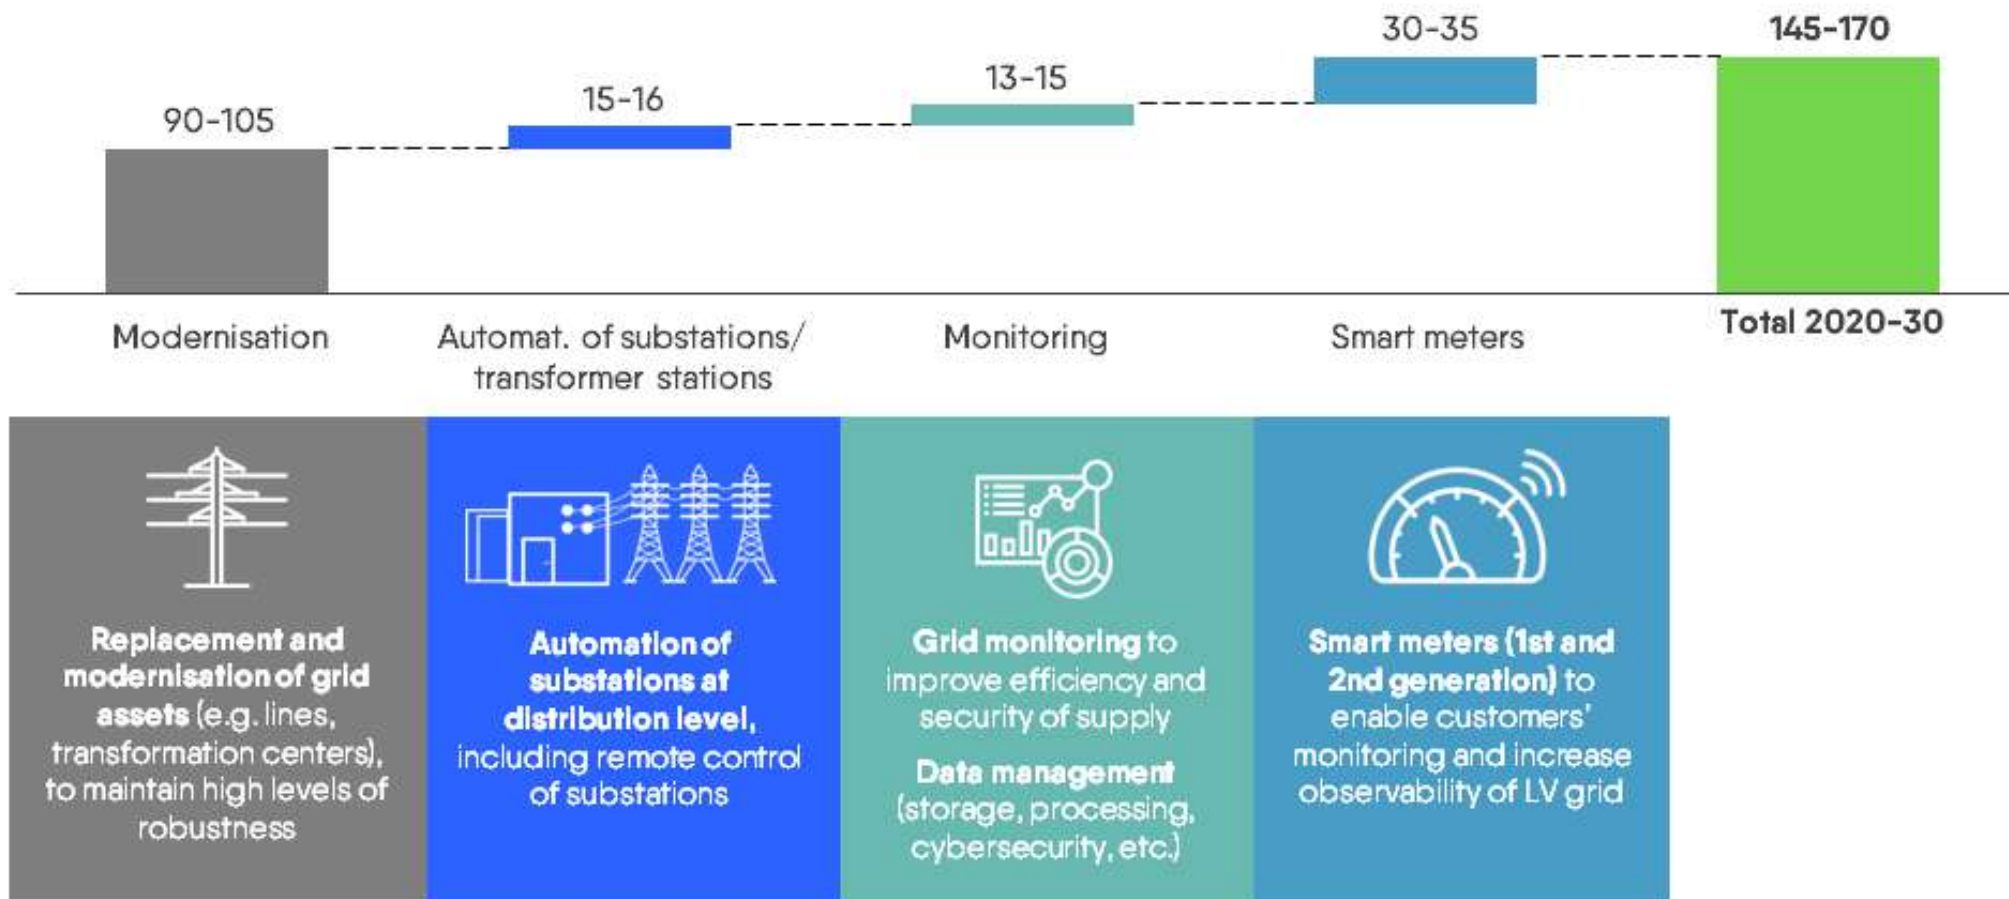 90-105
15-16
13-15
30-35
145-170
Modernisation
Automat. of substations/
transformer stations
Monitoring
Smart meters
Total 2020-30
Replacement and
modernisation of grid
assets (e.g. lines,
transformation centers),
to maintain high levels of
robustness
Automation of
substations at
distribution level,
including remote control
of substations
Grid monitoring to
improve efficiency and
security of supply
Data management
(storage, processing,
cybersecurity, etc.)
Smart meters (1st and
2nd generation) to
enable customers'
monitoring and increase
observability of LV grid